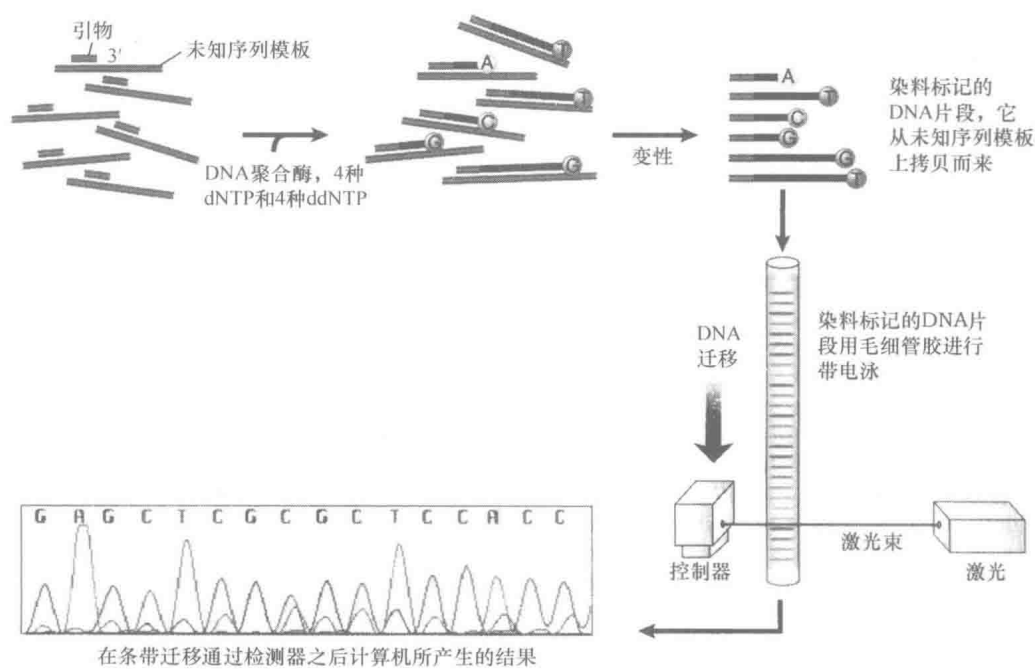 引物
3′
未知序列模板
DNA聚合酶，4种
dNTP和4种ddNTP
T
A
T
C
G
G
变性
A
T
C
G
G
T
染料标记的
DNA片段，它
从未知序列模板
上拷贝而来
DNA
迁移
染料标记的DNA片
段用毛细管胶进行
带电泳
控制器
激光束
激光
G A G C T C G C G C T C C A C C
在条带迁移通过检测器之后计算机所产生的结果